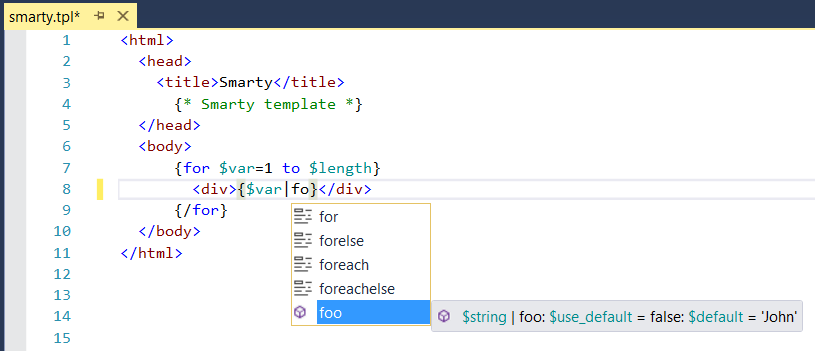 smarty.tpl*
1 <html>
2 <head>
3 <title>Smarty</title>
4 {* Smarty template *}
5 </head>
6 <body>
7 {for $var=1 to $length}
8 <div>{$var|fo}</div>
9 {/for}
10 </body>
11 </html>
12
13
14
15
for
forelse
foreach
foreachelse
foo
$string | foo: $use_default = false: $default = 'John'